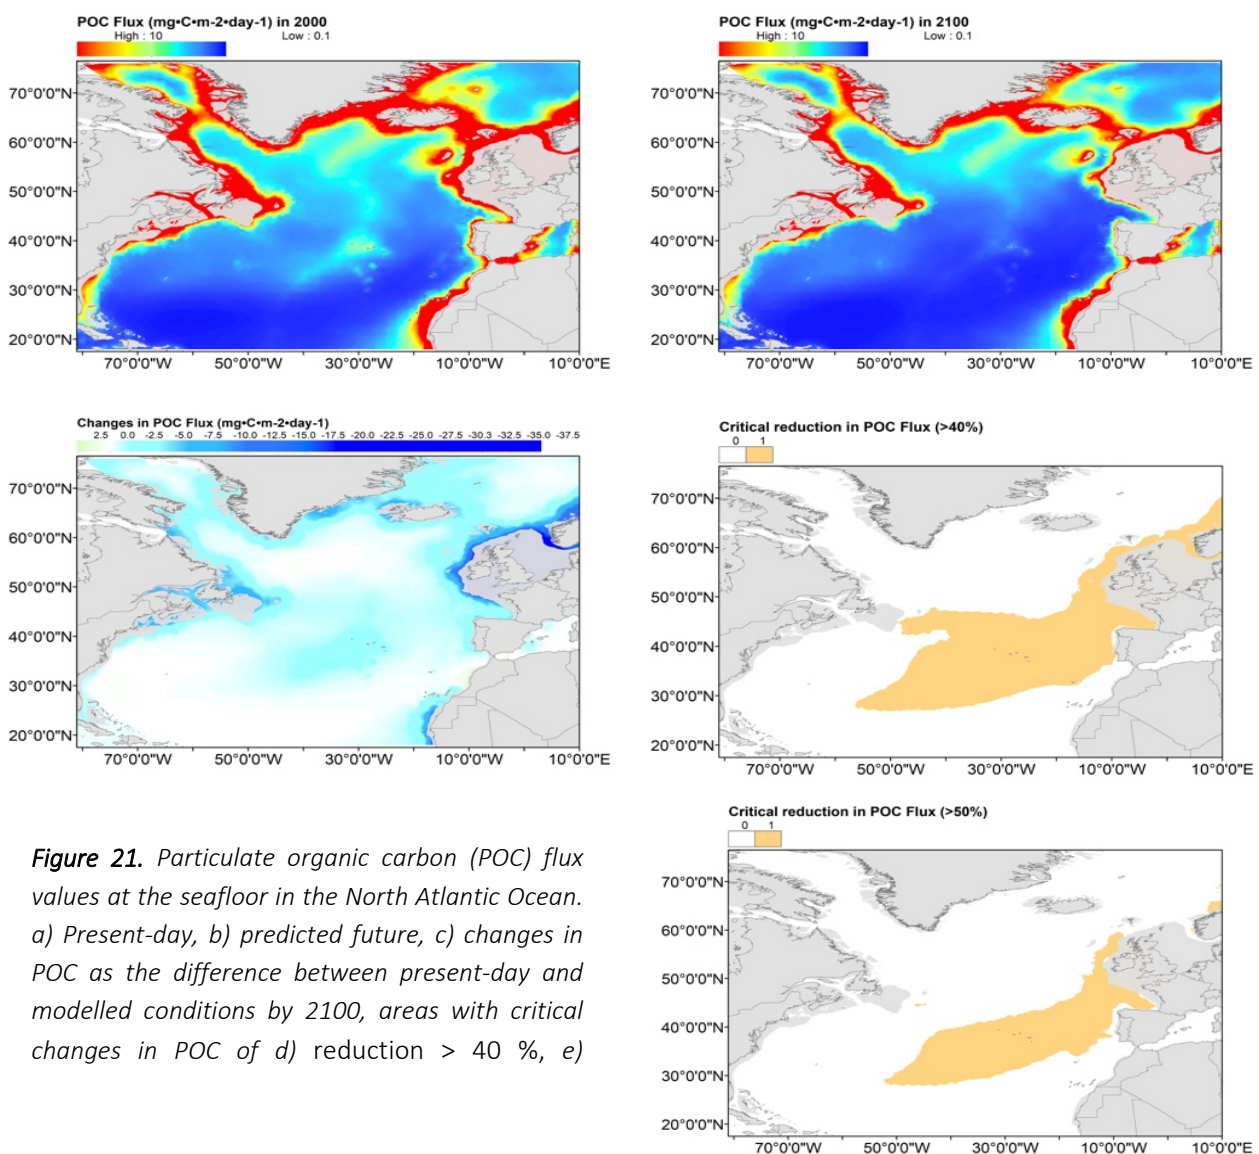 POC Flux (mg•C•m-2•day-1) in 2000
High : 10 Low : 0.1
70°0'0"N
60°0'0"N
50°0'0"N
40°0'0"N
30°0'0"N
20°0'0"N
70°0'0"W 50°0'0"W 30°0'0"W 10°0'0"W 10°0'0"E
POC Flux (mg•C•m-2•day-1) in 2100
High : 10 Low : 0.1
70°0'0"N
60°0'0"N
50°0'0"N
40°0'0"N
30°0'0"N
20°0'0"N
70°0'0"W 50°0'0"W 30°0'0"W 10°0'0"W 10°0'0"E
Changes in POC Flux (mg•C•m-2•day-1)
2.5 0.0 -2.5 -5.0 -7.5 -10.0 -12.5 -15.0 -17.5 -20.0 -22.5 -25.0 -27.5 -30.0 -32.5 -35.0 -37.5
70°0'0"N
60°0'0"N
50°0'0"N
40°0'0"N
30°0'0"N
20°0'0"N
70°0'0"W 50°0'0"W 30°0'0"W 10°0'0"W 10°0'0"E
Critical reduction in POC Flux (>40%)
0 1
70°0'0"N
60°0'0"N
50°0'0"N
40°0'0"N
30°0'0"N
20°0'0"N
70°0'0"W 50°0'0"W 30°0'0"W 10°0'0"W 10°0'0"E
Critical reduction in POC Flux (>50%)
0 1
70°0'0"N
60°0'0"N
50°0'0"N
40°0'0"N
30°0'0"N
20°0'0"N
70°0'0"W 50°0'0"W 30°0'0"W 10°0'0"W 10°0'0"E
Figure 21. Particulate organic carbon (POC) flux
values at the seafloor in the North Atlantic Ocean.
a) Present-day, b) predicted future, c) changes in
POC as the difference between present-day and
modelled conditions by 2100, areas with critical
changes in POC of d) reduction > 40 %, e)